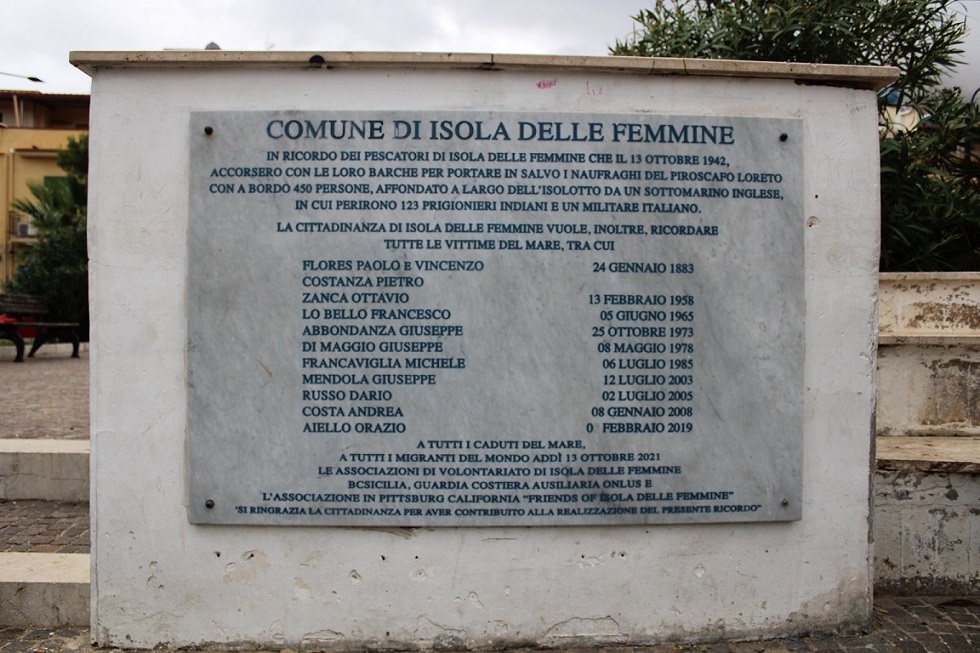 COMUNE DI ISOLA DELLE FEMMINE
IN RICORDO DEI PESCATORI DI ISOLA DELLE FEMMINE CHE IL 13 OTTOBRE 1942,
ACCORSERO CON LE LORO BARCHE PER PORTARE IN SALVO I NAUFRAGHI DEL PIROSCAFO LORETO
CON A BORDO 450 PERSONE, AFFONDATO A LARGO DELL'ISOLOTTO DA UN SOTTOMARINO INGLESE,
IN CUI PERIRONO 123 PRIGIONIERI INDIANI E UN MILITARE ITALIANO.
LA CITTADINANZA DI ISOLA DELLE FEMMINE VUOLE, INOLTRE, RICORDARE
TUTTE LE VITTIME DEL MARE, TRA CUI
FLORES PAOLO E VINCENZO 24 GENNAIO 1883
COSTANZA PIETRO
ZANCA OTTAVIO 13 FEBBRAIO 1958
LO BELLO FRANCESCO 05 GIUGNO 1965
ABBONDANZA GIUSEPPE 25 OTTOBRE 1973
DI MAGGIO GIUSEPPE 08 MAGGIO 1978
FRANCAVIGLIA MICHELE 06 LUGLIO 1985
MENDOLA GIUSEPPE 12 LUGLIO 2003
RUSSO DARIO 02 LUGLIO 2005
COSTA ANDREA 08 GENNAIO 2008
AIELLO ORAZIO 0 FEBBRAIO 2019
A TUTTI I CADUTI DEL MARE,
A TUTTI I MIGRANTI DEL MONDO ADDÌ 13 OTTOBRE 2021
LE ASSOCIAZIONI DI VOLONTARIATO DI ISOLA DELLE FEMMINE
BCSICILIA, GUARDIA COSTIERA AUSILIARIA ONLUS E
L'ASSOCIAZIONE IN PITTSBURG CALIFORNIA "FRIENDS OF ISOLA DELLE FEMMINE"
"SI RINGRAZIA LA CITTADINANZA PER AVER CONTRIBUITO ALLA REALIZZAZIONE DEL PRESENTE RICORDO"